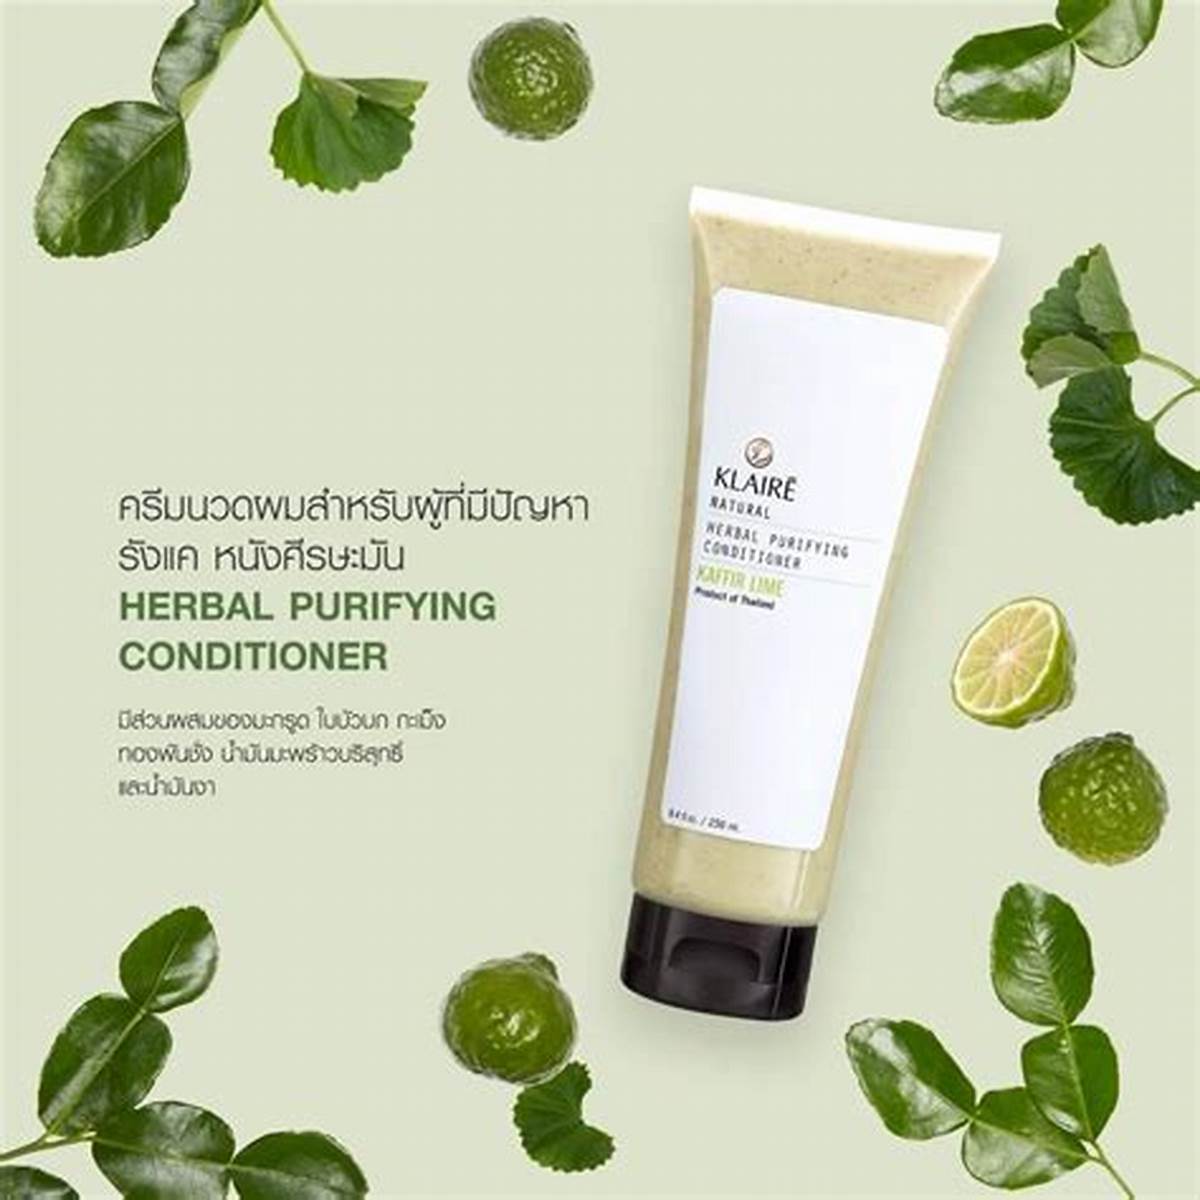 ครีมนวดผมสำหรับผู้ที่มีปัญหา
รังแค หนังศีรษะมัน
HERBAL PURIFYING
CONDITIONER
มีส่วนผสมของมะกรูด ใบบัวบก กะเม็ง
ทองพันชั่ง น้ำมันมะพร้าวบริสุทธิ์
และน้ำมันงา
KLAIRĒ
NATURAL
HERBAL PURIFYING
CONDITIONER
KAFFIR LIME
Product of Thailand
/ 250 ml.